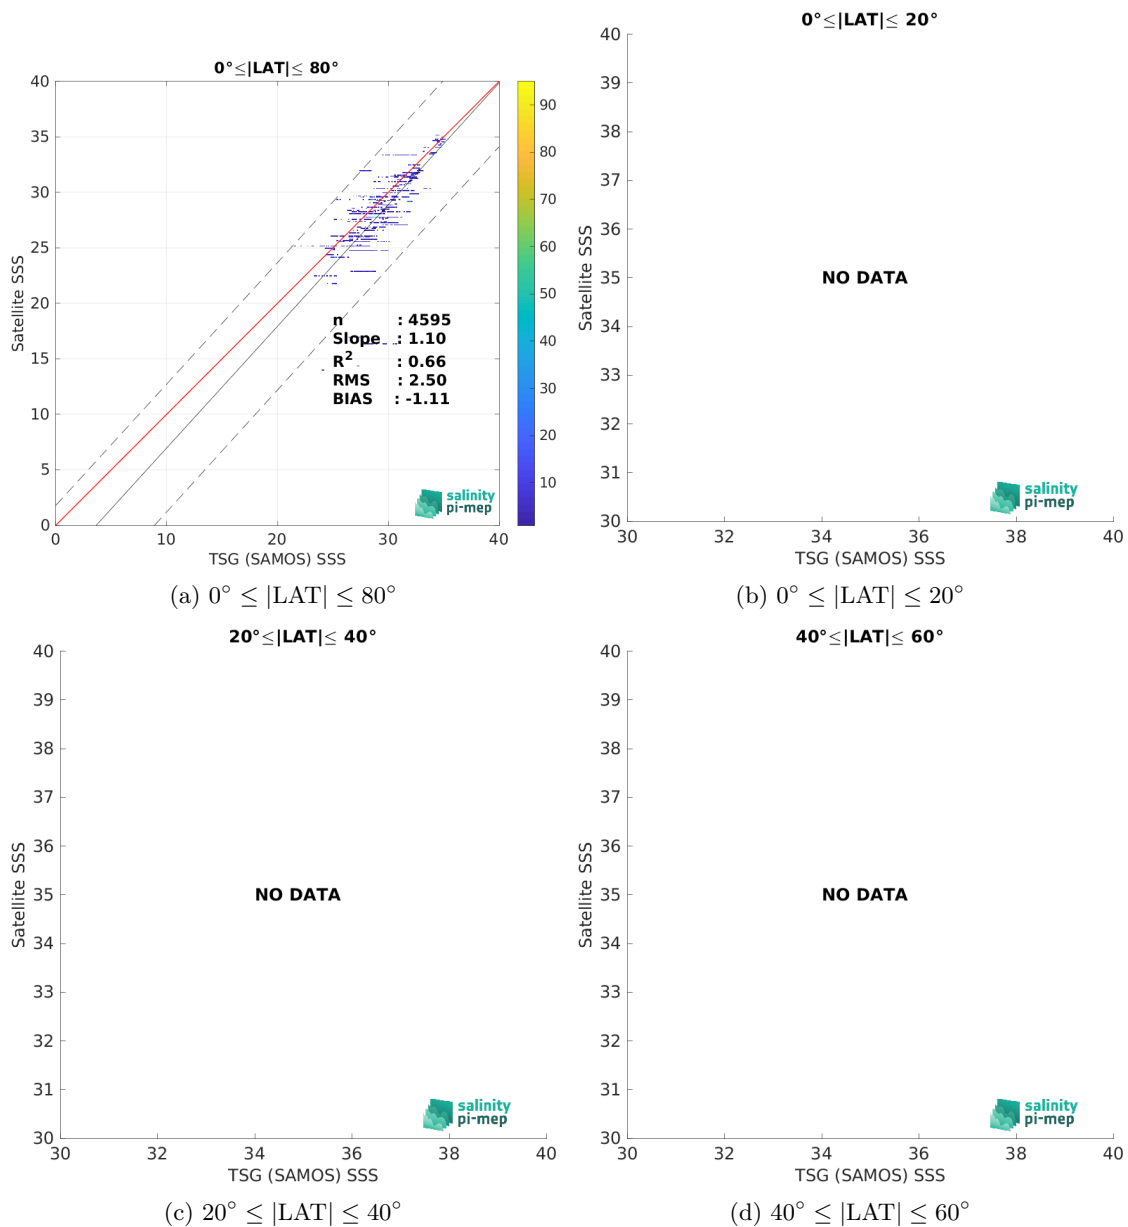 0°≤|LAT|≤ 80°
40
35
30
25
20
15
10
5
0
Satellite SSS
0
10
20
30
40
TSG (SAMOS) SSS
90
80
70
60
50
40
30
20
10
n : 4595
Slope : 1.10
R² : 0.66
RMS : 2.50
BIAS : -1.11
salinity
pi-mep
(a) 0° ≤ |LAT| ≤ 80°
0°≤|LAT|≤ 20°
40
39
38
37
36
35
34
33
32
31
30
Satellite SSS
NO DATA
30
32
34
36
38
40
TSG (SAMOS) SSS
salinity
pi-mep
(b) 0° ≤ |LAT| ≤ 20°
20°≤|LAT|≤ 40°
40
39
38
37
36
35
34
33
32
31
30
Satellite SSS
NO DATA
30
32
34
36
38
40
TSG (SAMOS) SSS
salinity
pi-mep
(c) 20° ≤ |LAT| ≤ 40°
40°≤|LAT|≤ 60°
40
39
38
37
36
35
34
33
32
31
30
Satellite SSS
NO DATA
30
32
34
36
38
40
TSG (SAMOS) SSS
salinity
pi-mep
(d) 40° ≤ |LAT| ≤ 60°